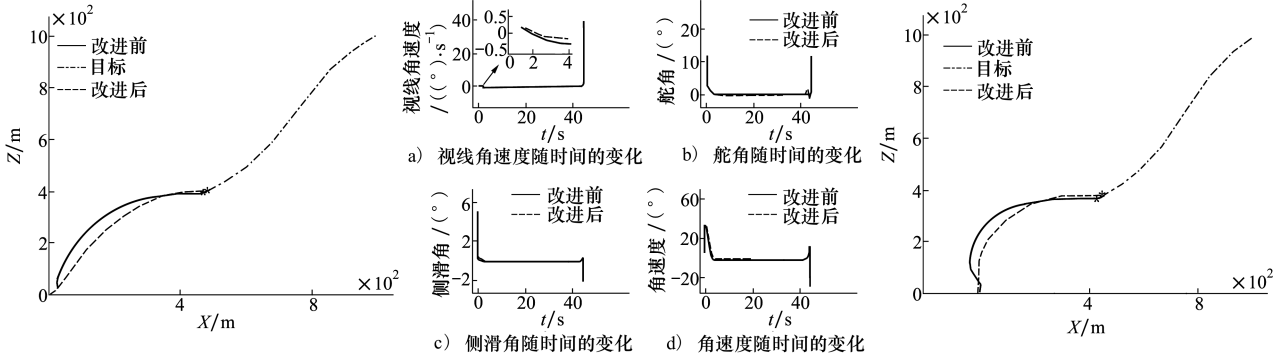 ×10²
10
8
6
4
2
0
Z/m
改进前
目标
改进后
4
8
×10²
X/m
40
20
0
视线角速度
/((°)·s⁻¹)
0.5
-0.5
0
2
4
0
20
40
t/s
a) 视线角速度随时间的变化
20
10
0
舵角/(°)
改进前
改进后
0
20
40
t/s
b) 舵角随时间的变化
6
2
-2
侧滑角/(°)
改进前
改进后
0
20
40
t/s
c) 侧滑角随时间的变化
60
20
-20
角速度/(°)
改进前
改进后
0
20
40
t/s
d) 角速度随时间的变化
×10²
10
8
6
4
2
0
Z/m
改进前
目标
改进后
4
8
×10²
X/m